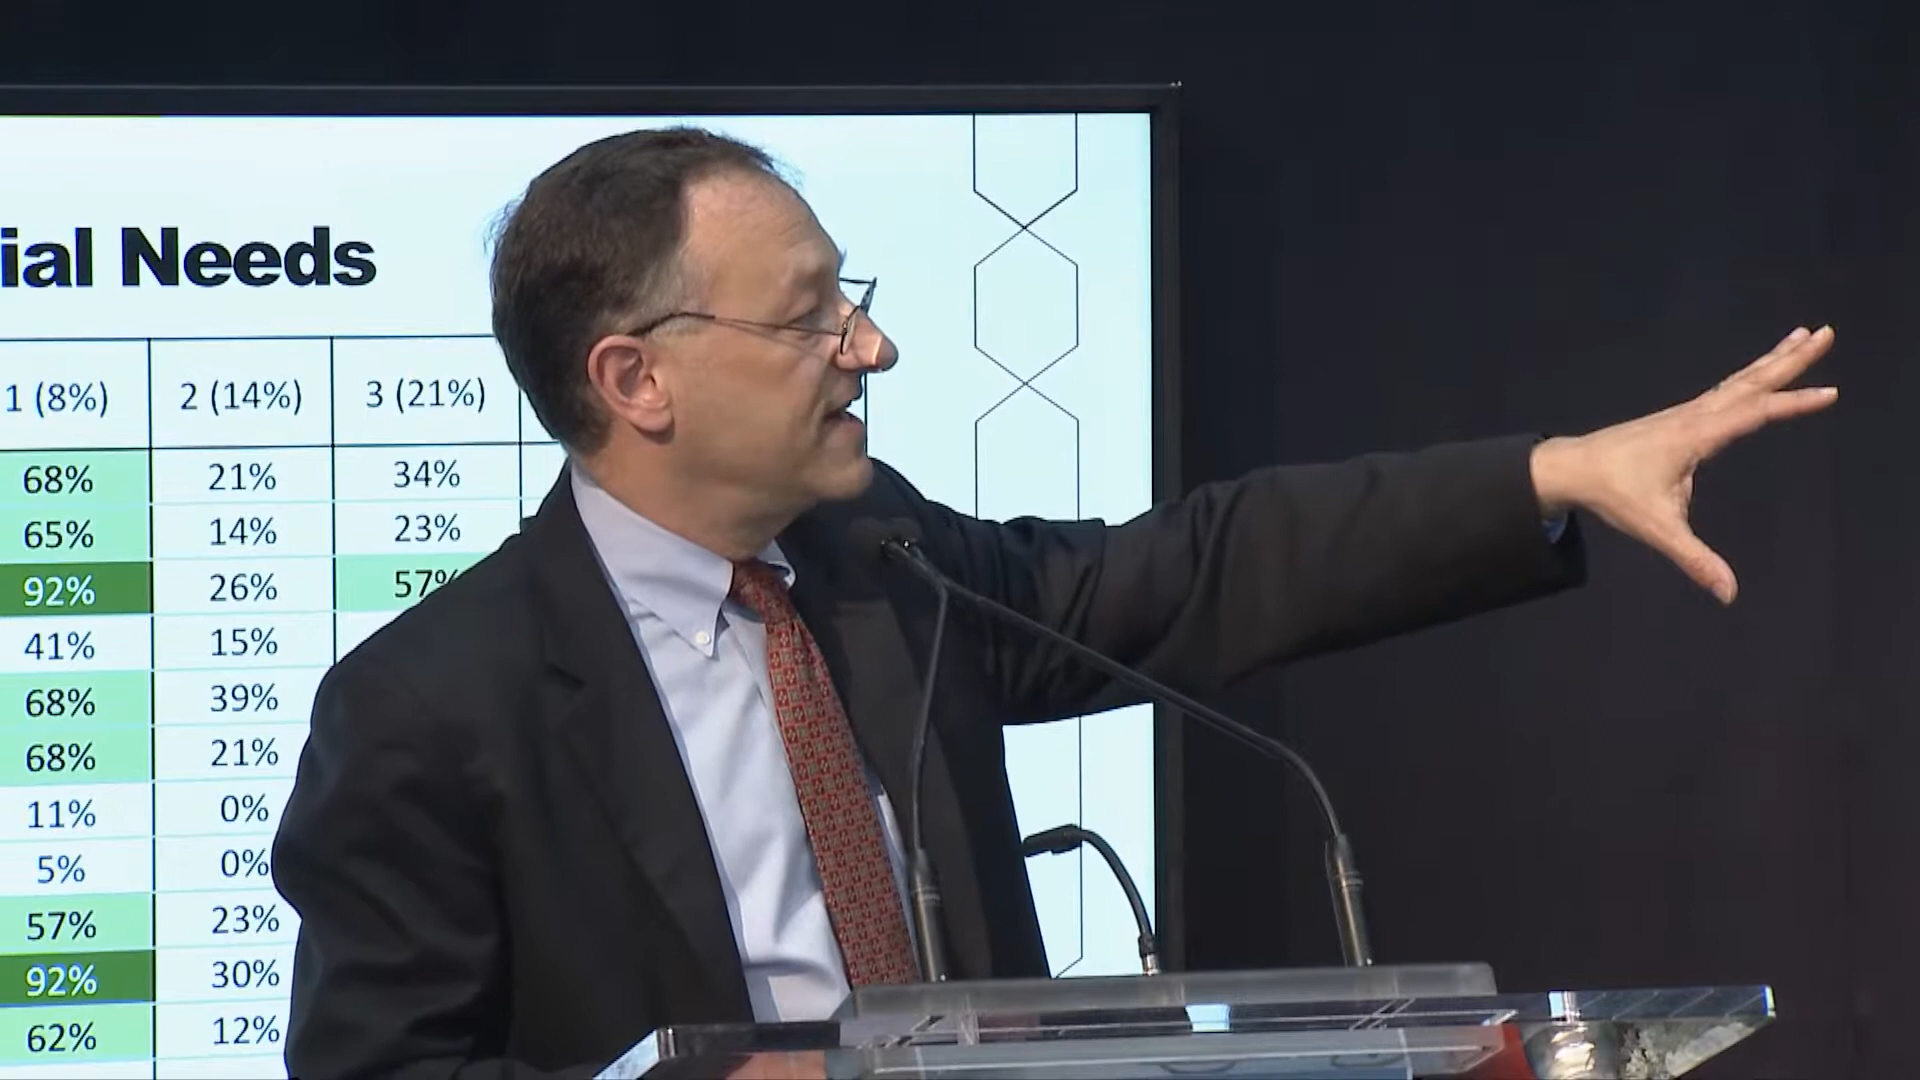 ial Needs
1 (8%) 2 (14%) 3 (21%)
68% 21% 34%
65% 14% 23%
92% 26% 57%
41% 15%
68% 39%
68% 21%
11% 0%
5% 0%
57% 23%
92% 30%
62% 12%